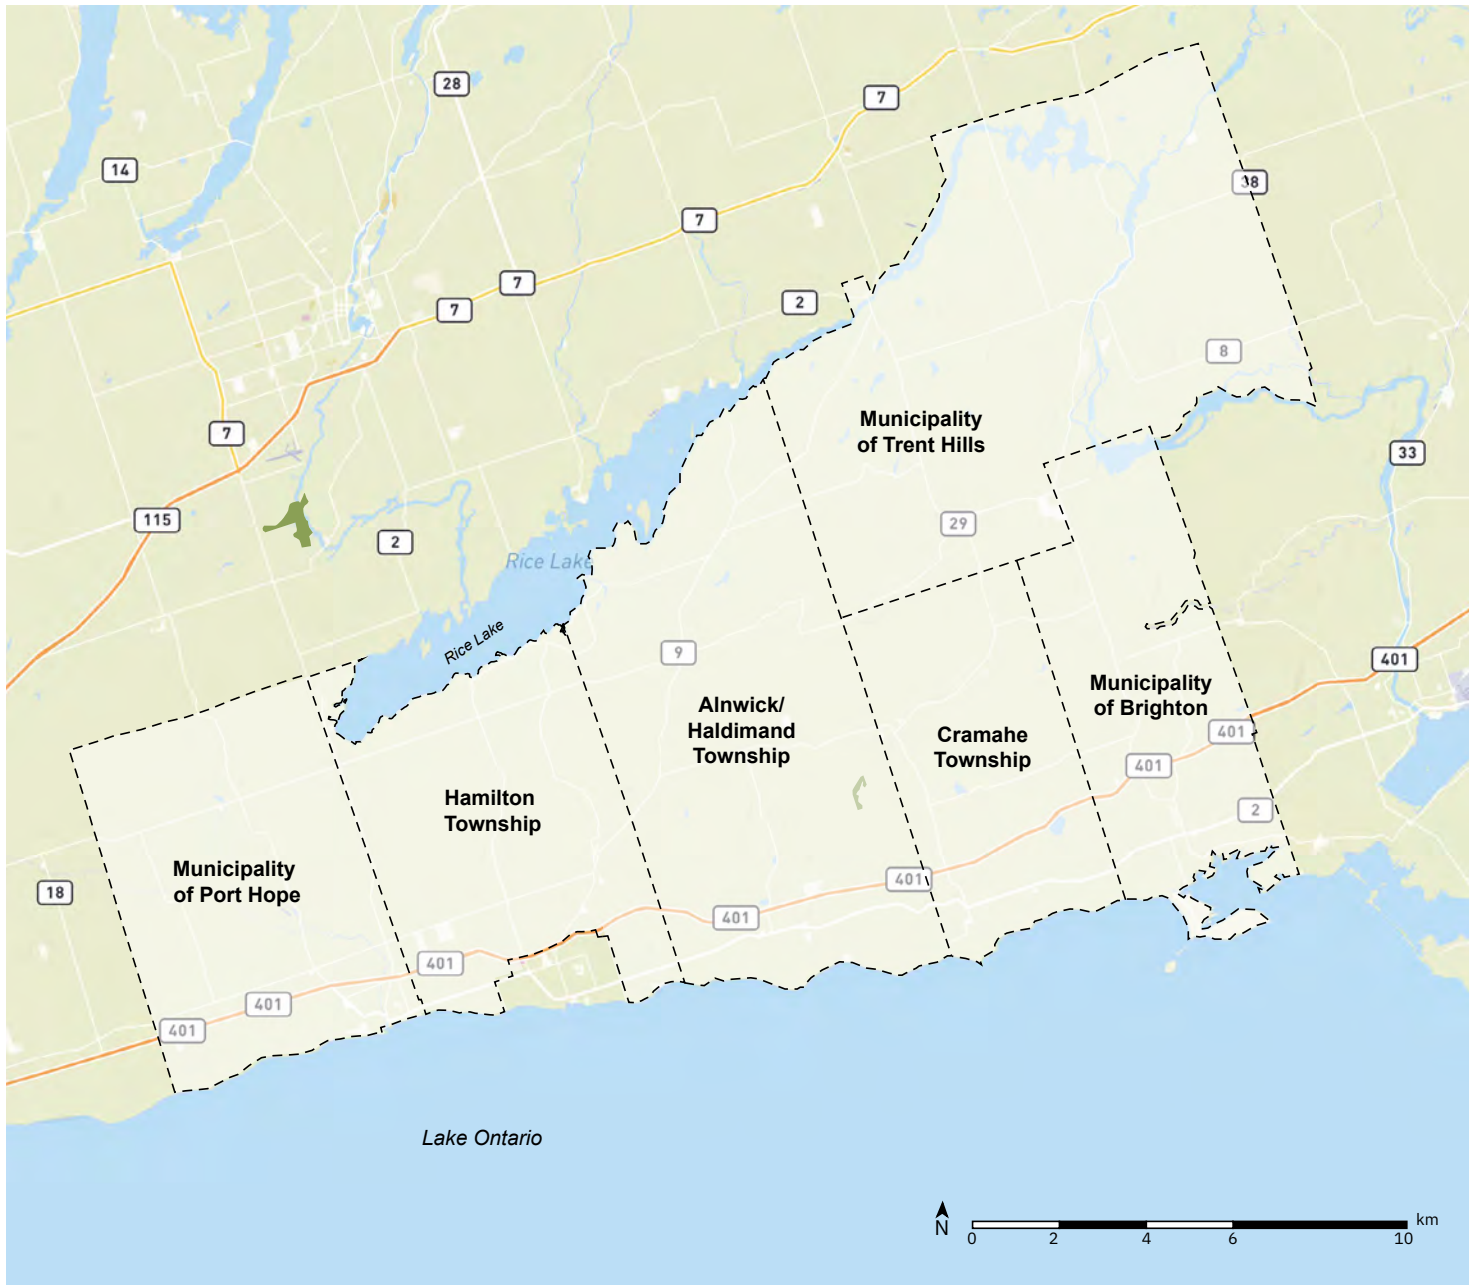 28
7
14
38
7
7
2
7
8
Municipality
of Trent Hills
7
33
115
29
2
Rice Lake
Rice Lake
9
401
Municipality
of Brighton
Alnwick/
Haldimand
Township
401
Cramahe
Township
401
Hamilton
Township
2
Municipality
of Port Hope
18
401
401
401
401
401
Lake Ontario
N
km
0
2
4
6
10